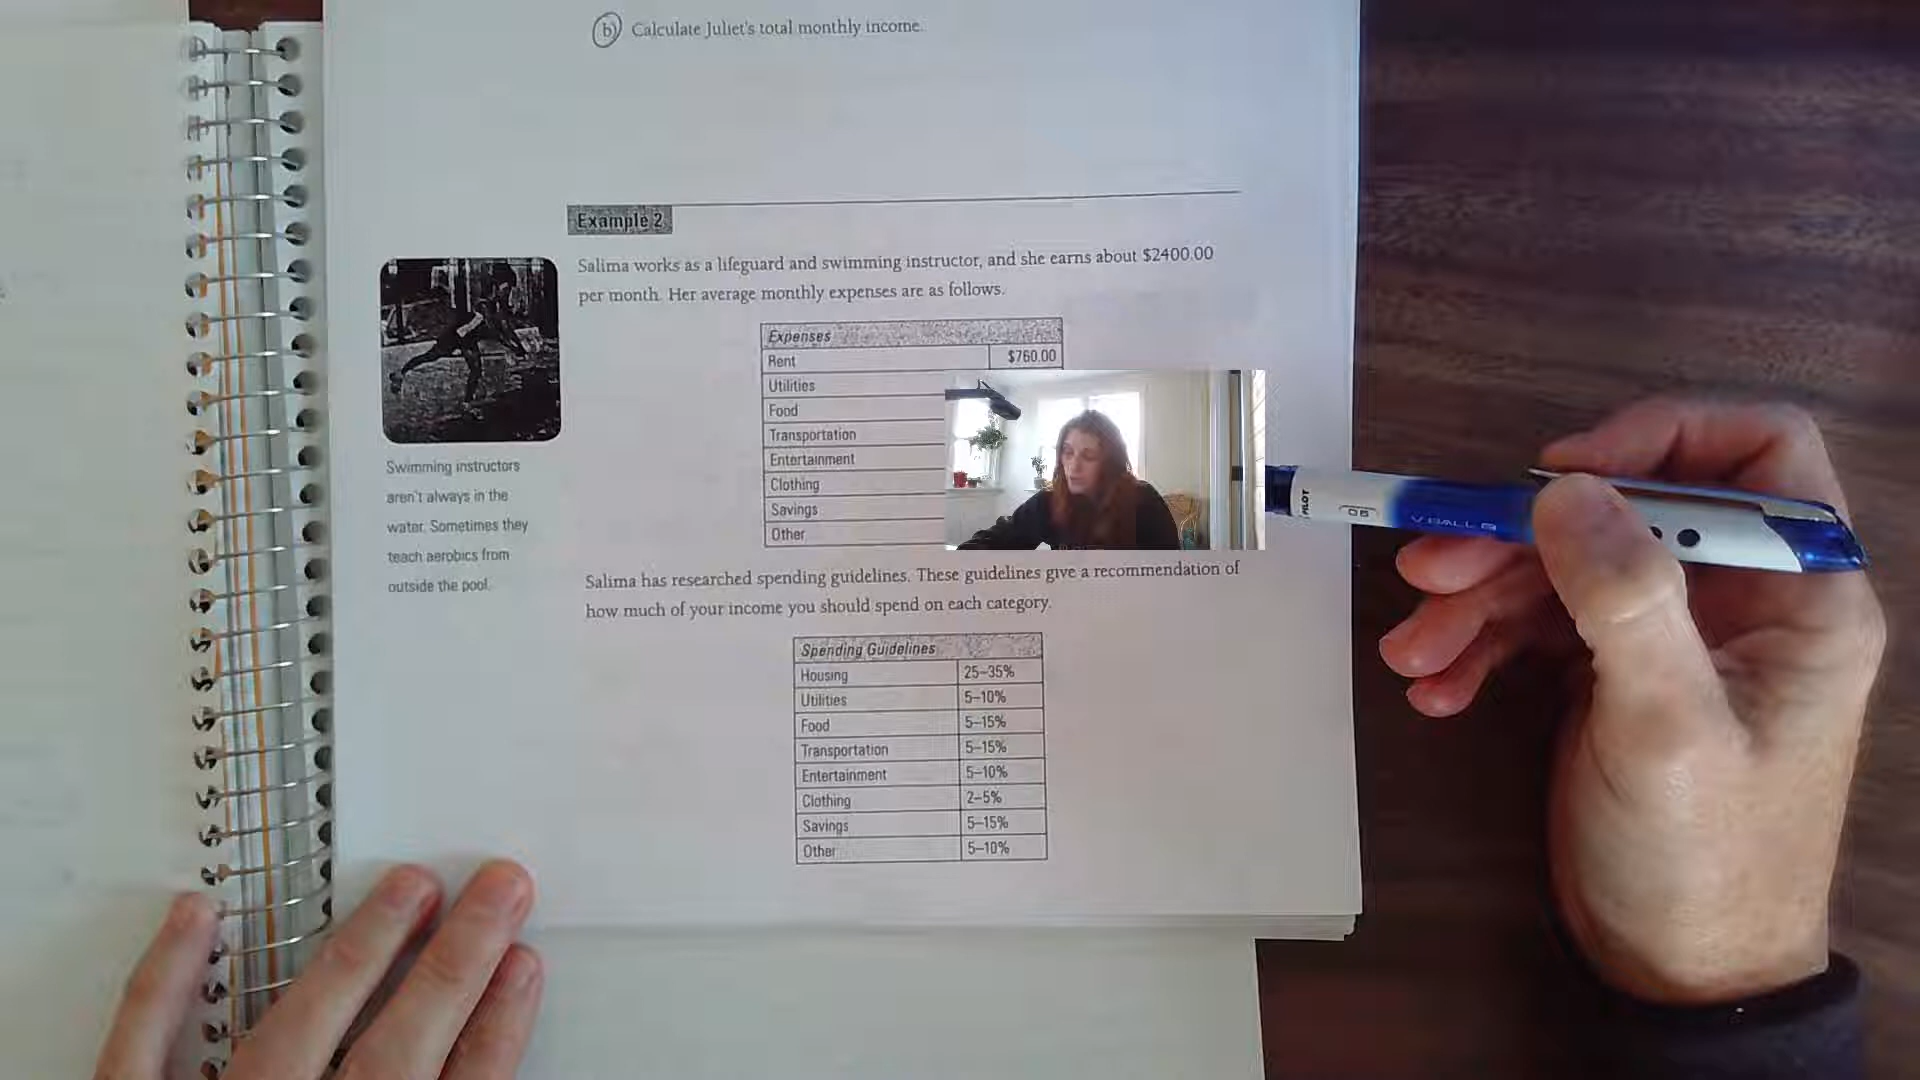 b) Calculate Juliet's total monthly income.
Example 2
Salima works as a lifeguard and swimming instructor, and she earns about $2400.00
per month. Her average monthly expenses are as follows.
Expenses
Rent $760.00
Utilities
Food
Transportation
Entertainment
Clothing
Savings
Other
Swimming instructors
aren't always in the
water. Sometimes they
teach aerobics from
outside the pool.
Salima has researched spending guidelines. These guidelines give a recommendation of
how much of your income you should spend on each category.
Spending Guidelines
Housing 25–35%
Utilities 5–10%
Food 5–15%
Transportation 5–15%
Entertainment 5–10%
Clothing 2–5%
Savings 5–15%
Other 5–10%
PILOT
05
V BALL